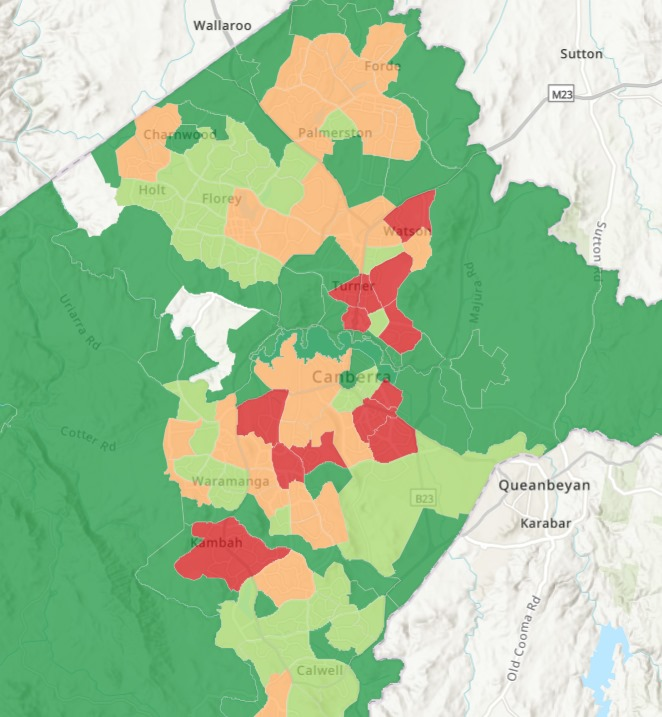 Wallaroo
Sutton
Forde
M23
Charnwood
Palmerston
Holt
Florey
Watson
Sutton Rd
Turner
Majura Rd
Uriarra Rd
Canberra
Cotter Rd
Waramanga
B23
Queanbeyan
Karabar
Kambah
Old Cooma Rd
Calwell